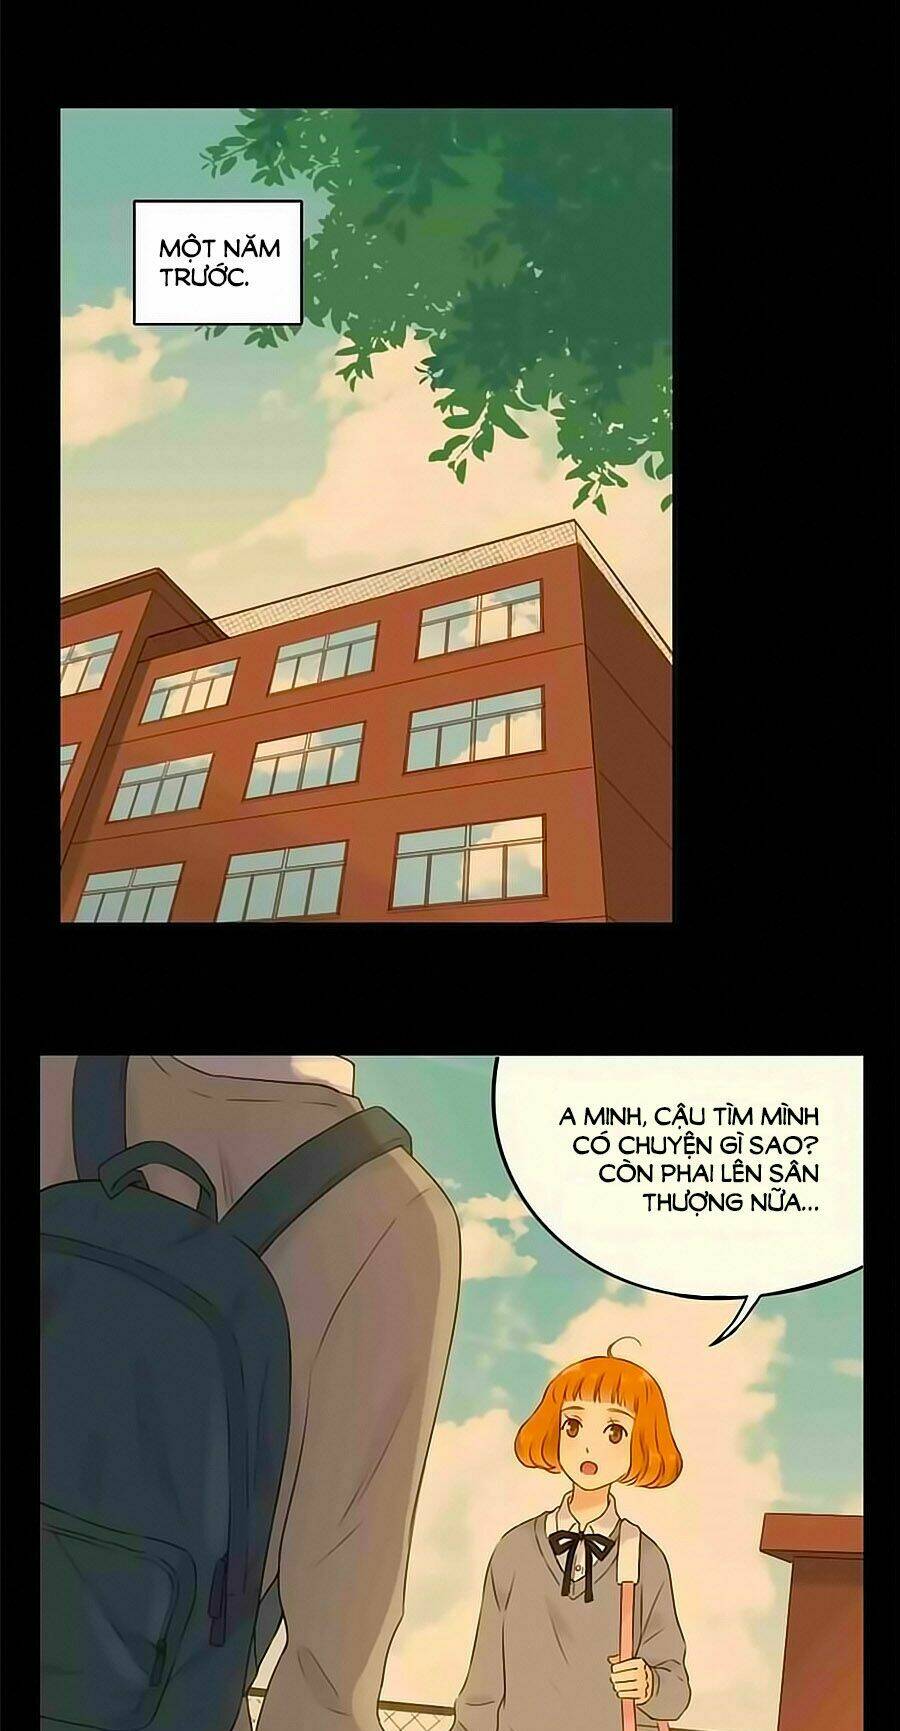 MỘT NĂM
TRƯỚC.
A MINH, CẬU TÌM MÌNH
CÓ CHUYỆN GÌ SAO?
CÒN PHAI LÊN SÂN
THƯỢNG NỮA...